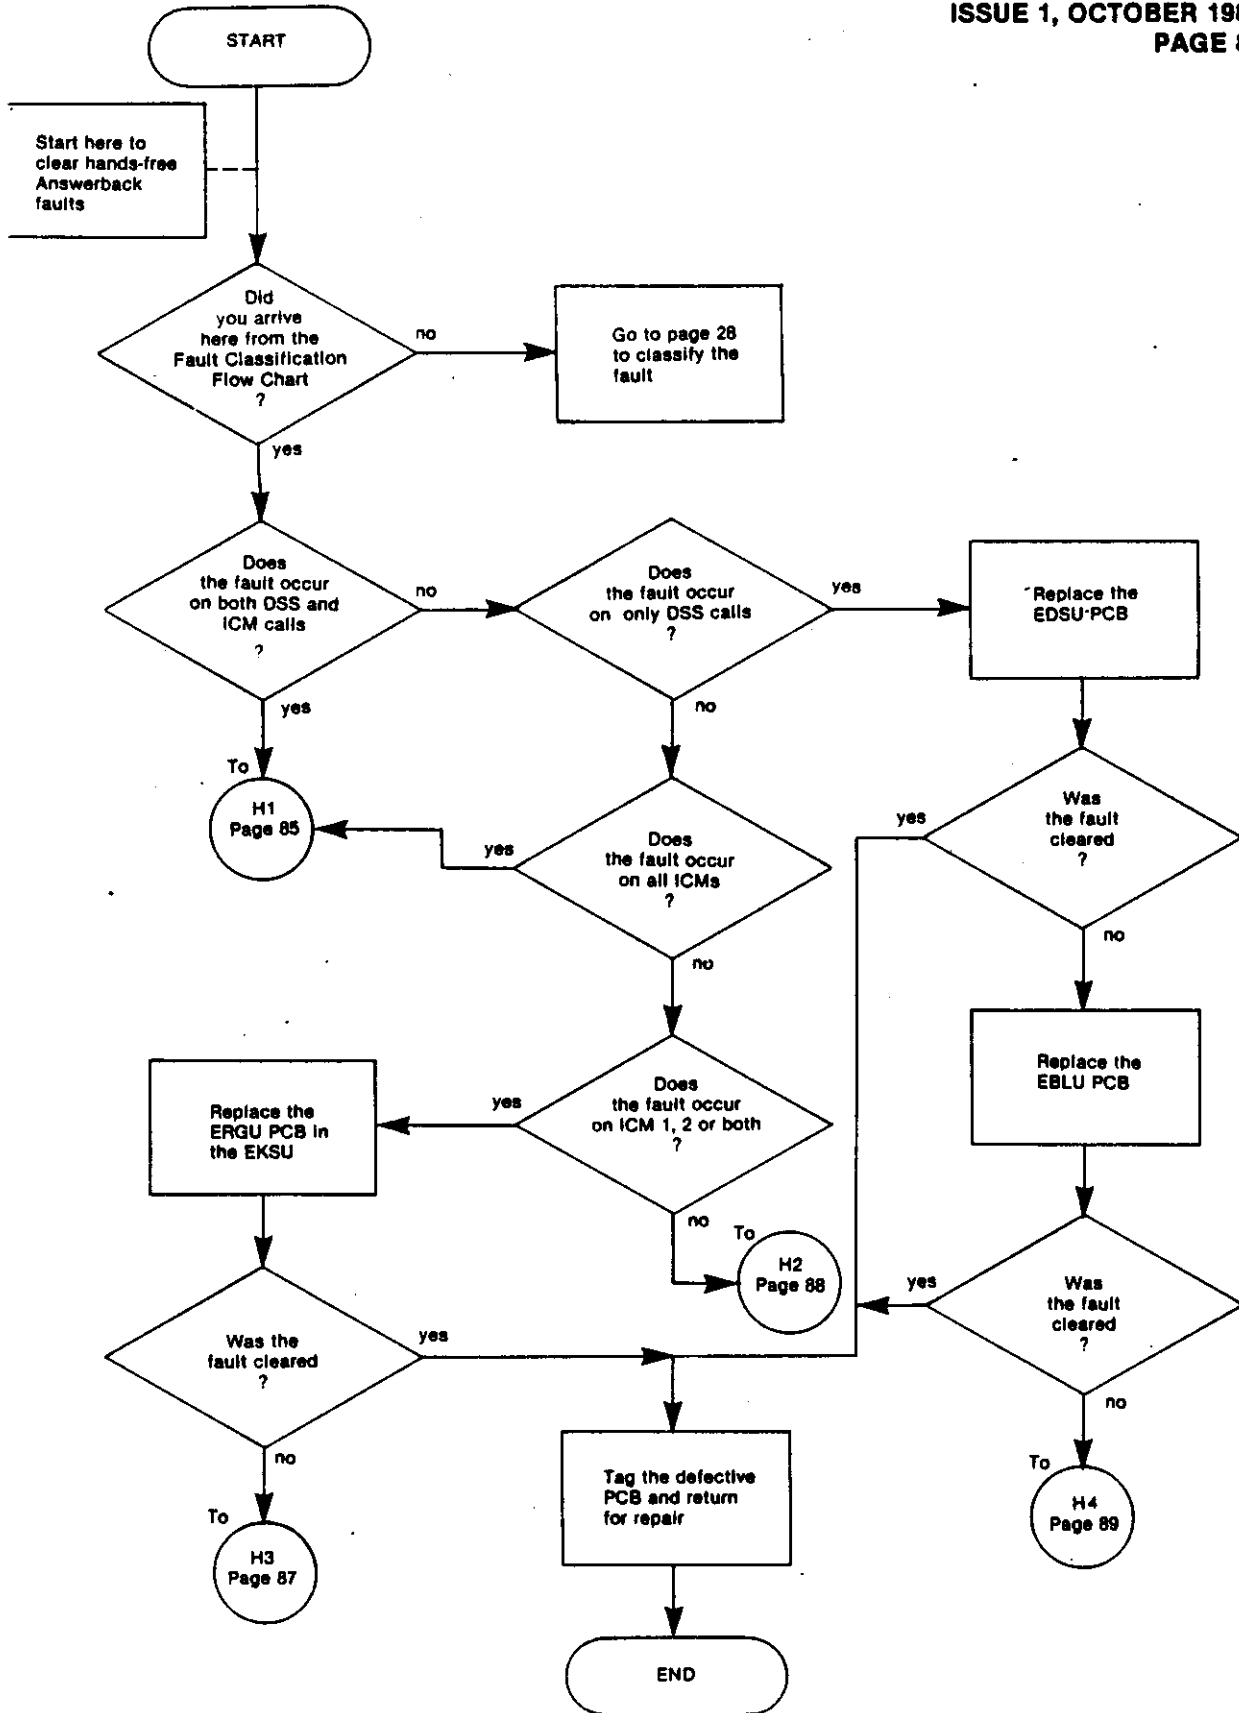 ISSUE 1, OCTOBER 198
PAGE 8
START
Start here to
clear hands-free
Answerback
faults
Did
you arrive
here from the
Fault Classification
Flow Chart
?
no
Go to page 28
to classify the
fault
yes
Does
the fault occur
on both DSS and
ICM calls
?
no
Does
the fault occur
on only DSS calls
?
yes
Replace the
EDSU PCB
yes
no
To
H1
Page 85
Was
the fault
cleared
?
yes
Does
the fault occur
on all ICMs
?
yes
no
no
Replace the
EBLU PCB
Does
the fault occur
on ICM 1, 2 or both
?
yes
Replace the
ERGU PCB in
the EKSU
no
To
H2
Page 88
Was
the fault
cleared
?
yes
Was the
fault cleared
?
yes
no
no
Tag the defective
PCB and return
for repair
To
H4
Page 89
To
H3
Page 87
END